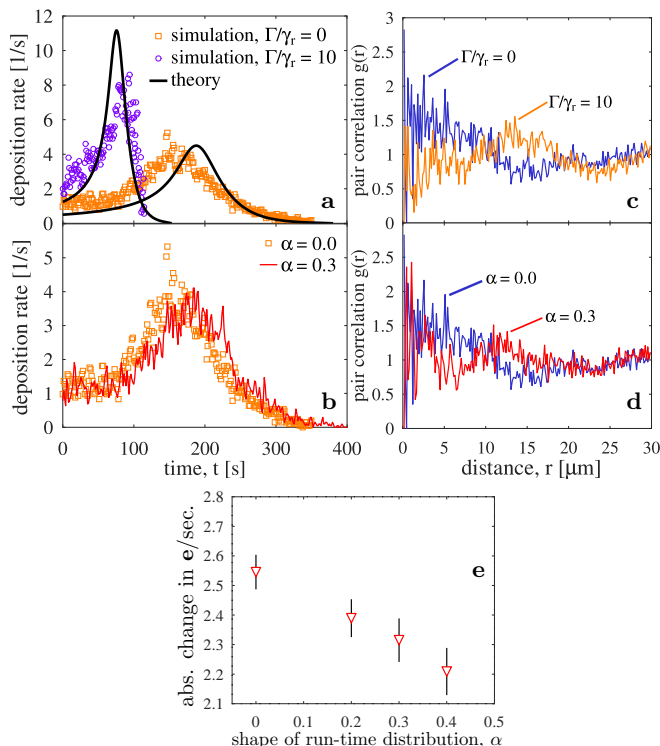 12
10
8
6
4
2
0
deposition rate [1/s]
simulation, Γ/γr = 0
simulation, Γ/γr = 10
theory
a
6
5
4
3
2
1
0
deposition rate [1/s]
α = 0.0
α = 0.3
b
0 100 200 300 400
time, t [s]
3
2.5
2
1.5
1
0.5
0
pair correlation g(r)
Γ/γr = 0
Γ/γr = 10
c
3
2.5
2
1.5
1
0.5
0
pair correlation g(r)
α = 0.0
α = 0.3
d
0 5 10 15 20 25 30
distance, r [μm]
2.8
2.7
2.6
2.5
2.4
2.3
2.2
2.1
abs. change in e/sec.
e
0 0.1 0.2 0.3 0.4 0.5
shape of run-time distribution, α